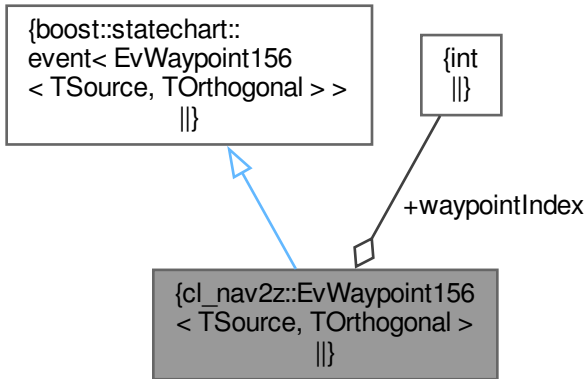 {boost::statechart::
event< EvWaypoint156
< TSource, TOrthogonal > >
||}
{int
||}
+waypointIndex
{cl_nav2z::EvWaypoint156
< TSource, TOrthogonal >
||}